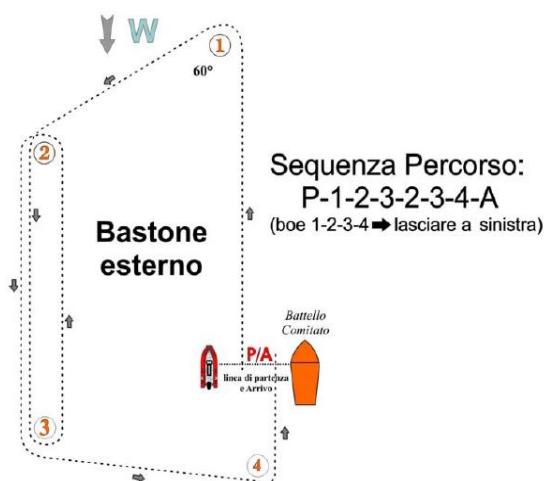 W
1
60°
2
Sequenza Percorso:
P-1-2-3-2-3-4-A
(boe 1-2-3-4 ➡ lasciare a sinistra)
Bastone
esterno
Battello
Comitato
P/A
linea di partenza
e Arrivo
3
4